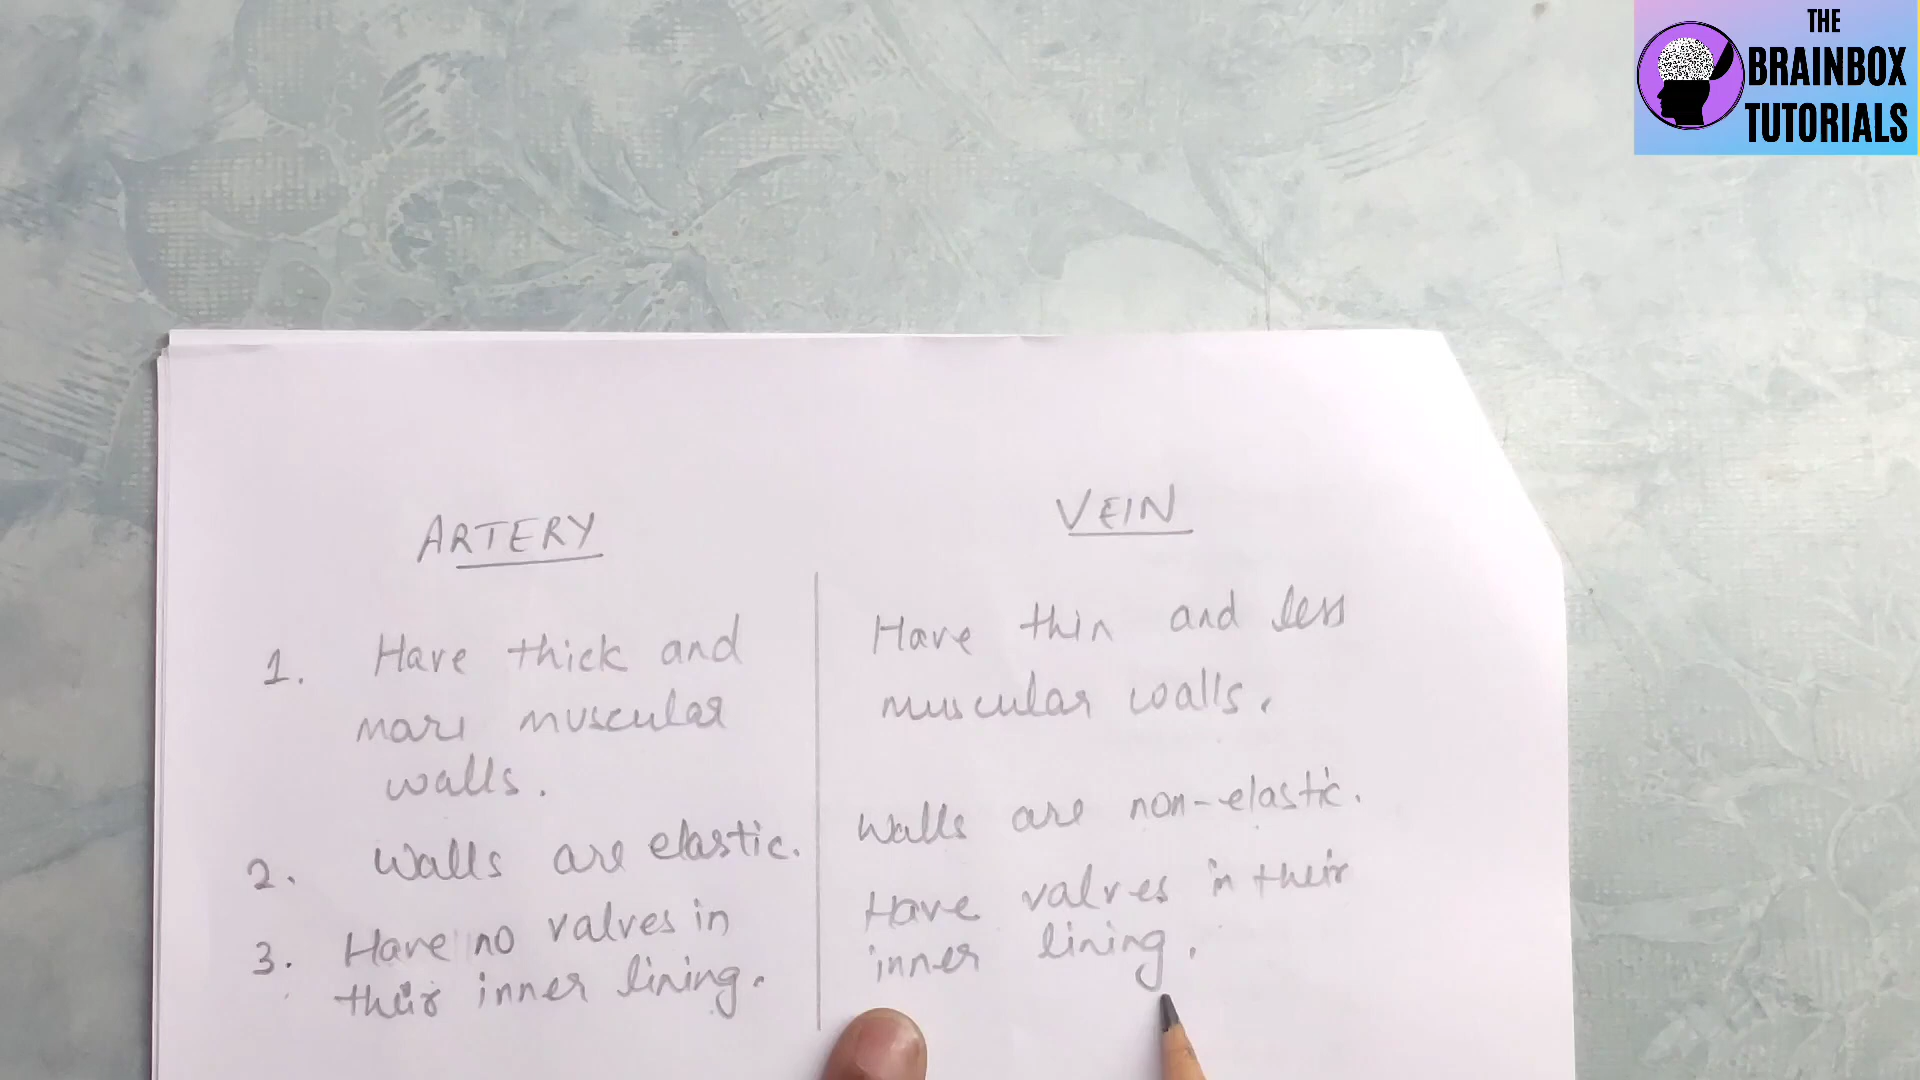 THE
BRAINBOX
TUTORIALS
ARTERY
1. Have thick and
more muscular
walls.
2. Walls are elastic.
3. Have no valves in
their inner lining.
VEIN
Have thin and less
muscular walls.
Walls are non-elastic.
Have valves in their
inner lining.